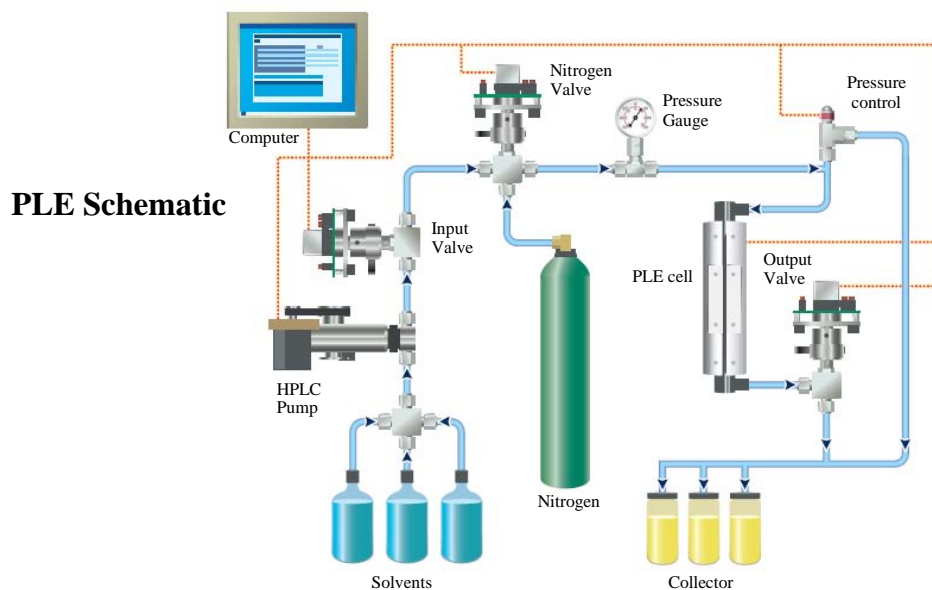 Nitrogen
Valve
Pressure
Gauge
Pressure
control
Computer
PLE Schematic
Input
Valve
PLE cell
Output
Valve
HPLC
Pump
Nitrogen
Solvents
Collector